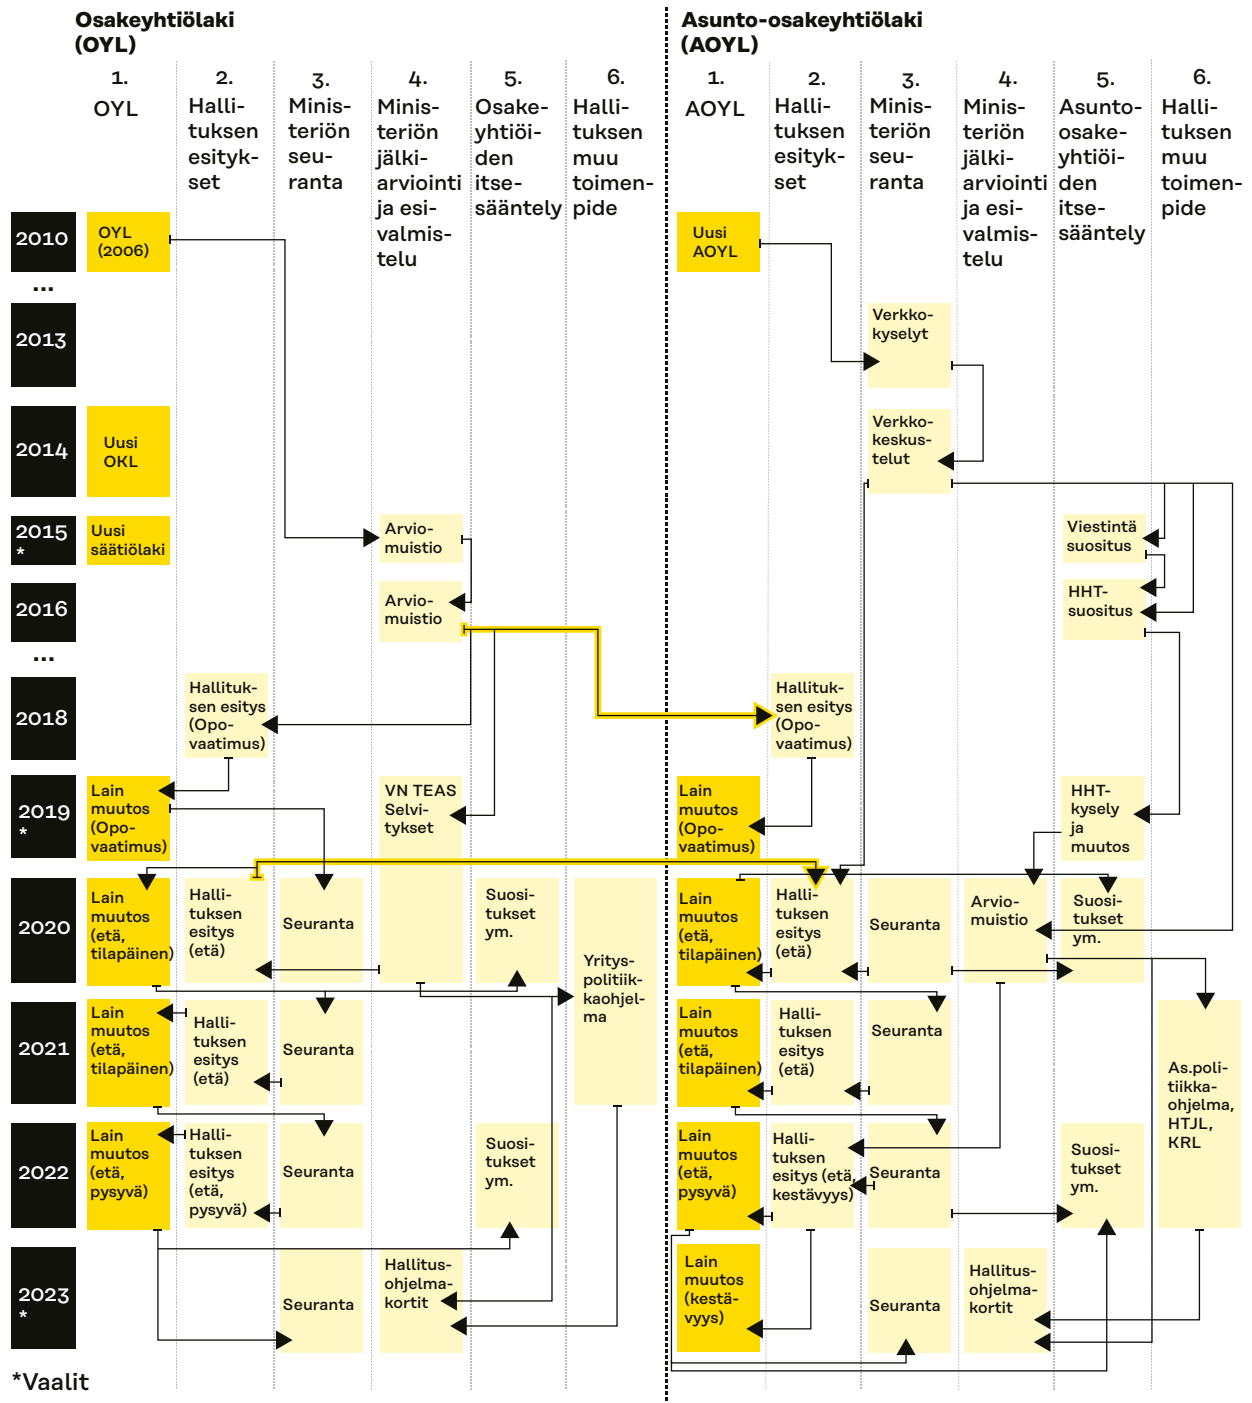 Osakeyhtiölaki
(OYL)
1.
OYL
2.
Halli-
tuksen
esityk-
set
3.
Minis-
teriön
seu-
ranta
4.
Minis-
teriön
jälki-
arviointi
ja esi-
valmis-
telu
5.
Osake-
yhtiöi-
den
itse-
sääntely
6.
Halli-
tuksen
muu
toimen-
pide
Asunto-osakeyhtiölaki
(AOYL)
1.
AOYL
2.
Halli-
tuksen
esityk-
set
3.
Minis-
teriön
seu-
ranta
4.
Minis-
teriön
jälki-
arviointi
ja esi-
valmis-
telu
5.
Asunto-
osake-
yhtiöi-
den
itse-
sääntely
6.
Halli-
tuksen
muu
toimen-
pide
2010
OYL
(2006)
Uusi
AOYL
...
2013
Verkko-
kyselyt
2014
Uusi
OKL
Verkko-
keskus-
telut
2015
*
Uusi
säätiölaki
Arvio-
muistio
Viestintä
suositus
2016
Arvio-
muistio
HHT-
suositus
...
2018
Hallituk-
sen esitys
(Opo-
vaatimus)
Hallituk-
sen esitys
(Opo-
vaatimus)
2019
*
Lain
muutos
(Opo-
vaatimus)
VN TEAS
Selvi-
tykset
Lain
muutos
(Opo-
vaatimus)
HHT-
kysely
ja
muutos
2020
Lain
muutos
(etä,
tilapäinen)
Halli-
tuksen
esitys
(etä)
Seuranta
Suosi-
tukset
ym.
Yritys-
politiik-
kaohjel-
ma
Lain
muutos
(etä,
tilapäinen)
Halli-
tuksen
esitys
(etä)
Seuranta
Arvio-
muistio
Suosi-
tukset
ym.
2021
Lain
muutos
(etä,
tilapäinen)
Halli-
tuksen
esitys
(etä)
Seuranta
Lain
muutos
(etä,
tilapäinen)
Halli-
tuksen
esitys
(etä)
Seuranta
As.poli-
tiikka-
ohjelma,
HTJL,
KRL
2022
Lain
muutos
(etä,
pysyvä)
Halli-
tuksen
esitys
(etä,
pysyvä)
Seuranta
Suosi-
tukset
ym.
Lain
muutos
(etä,
pysyvä)
Halli-
tuksen
esitys (etä,
kestävyys)
Seuranta
Suosi-
tukset
ym.
2023
*
Seuranta
Hallitus-
ohjelma-
kortit
Lain
muutos
(kestä-
vyys)
Seuranta
Hallitus-
ohjelma-
kortit
*Vaalit